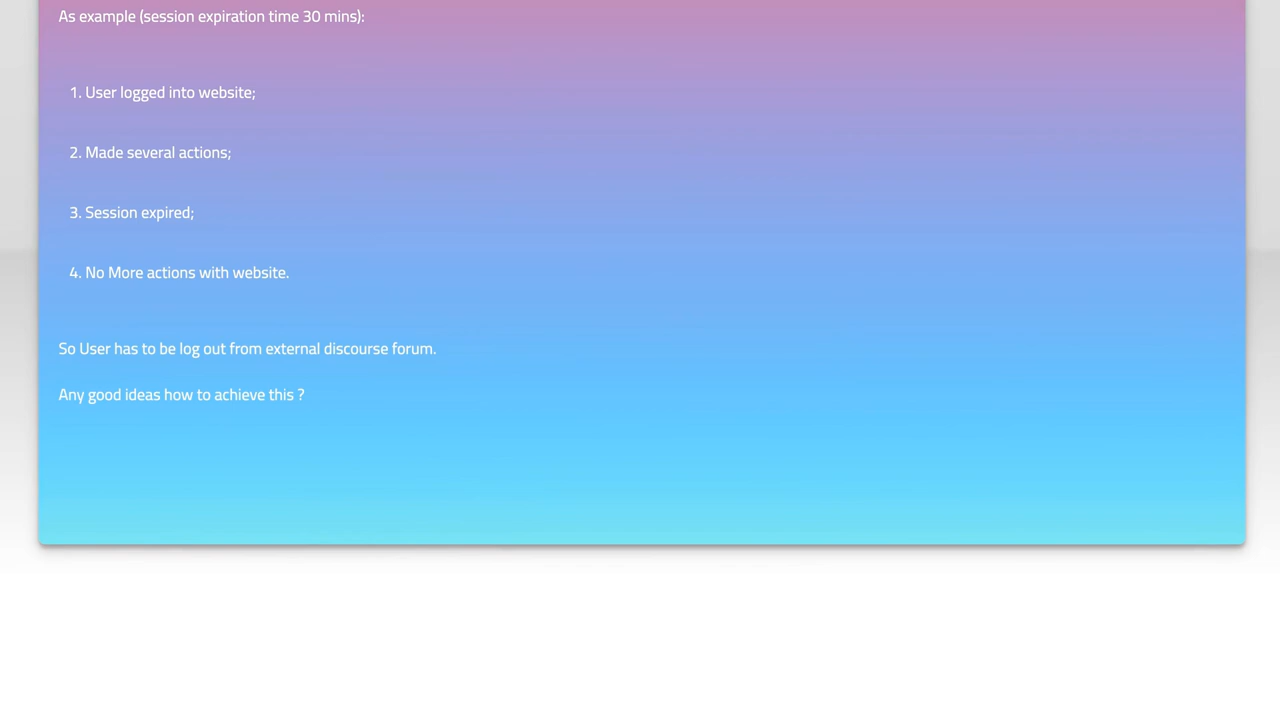 As example (session expiration time 30 mins):
1. User logged into website;
2. Made several actions;
3. Session expired;
4. No More actions with website.
So User has to be log out from external discourse forum.
Any good ideas how to achieve this ?